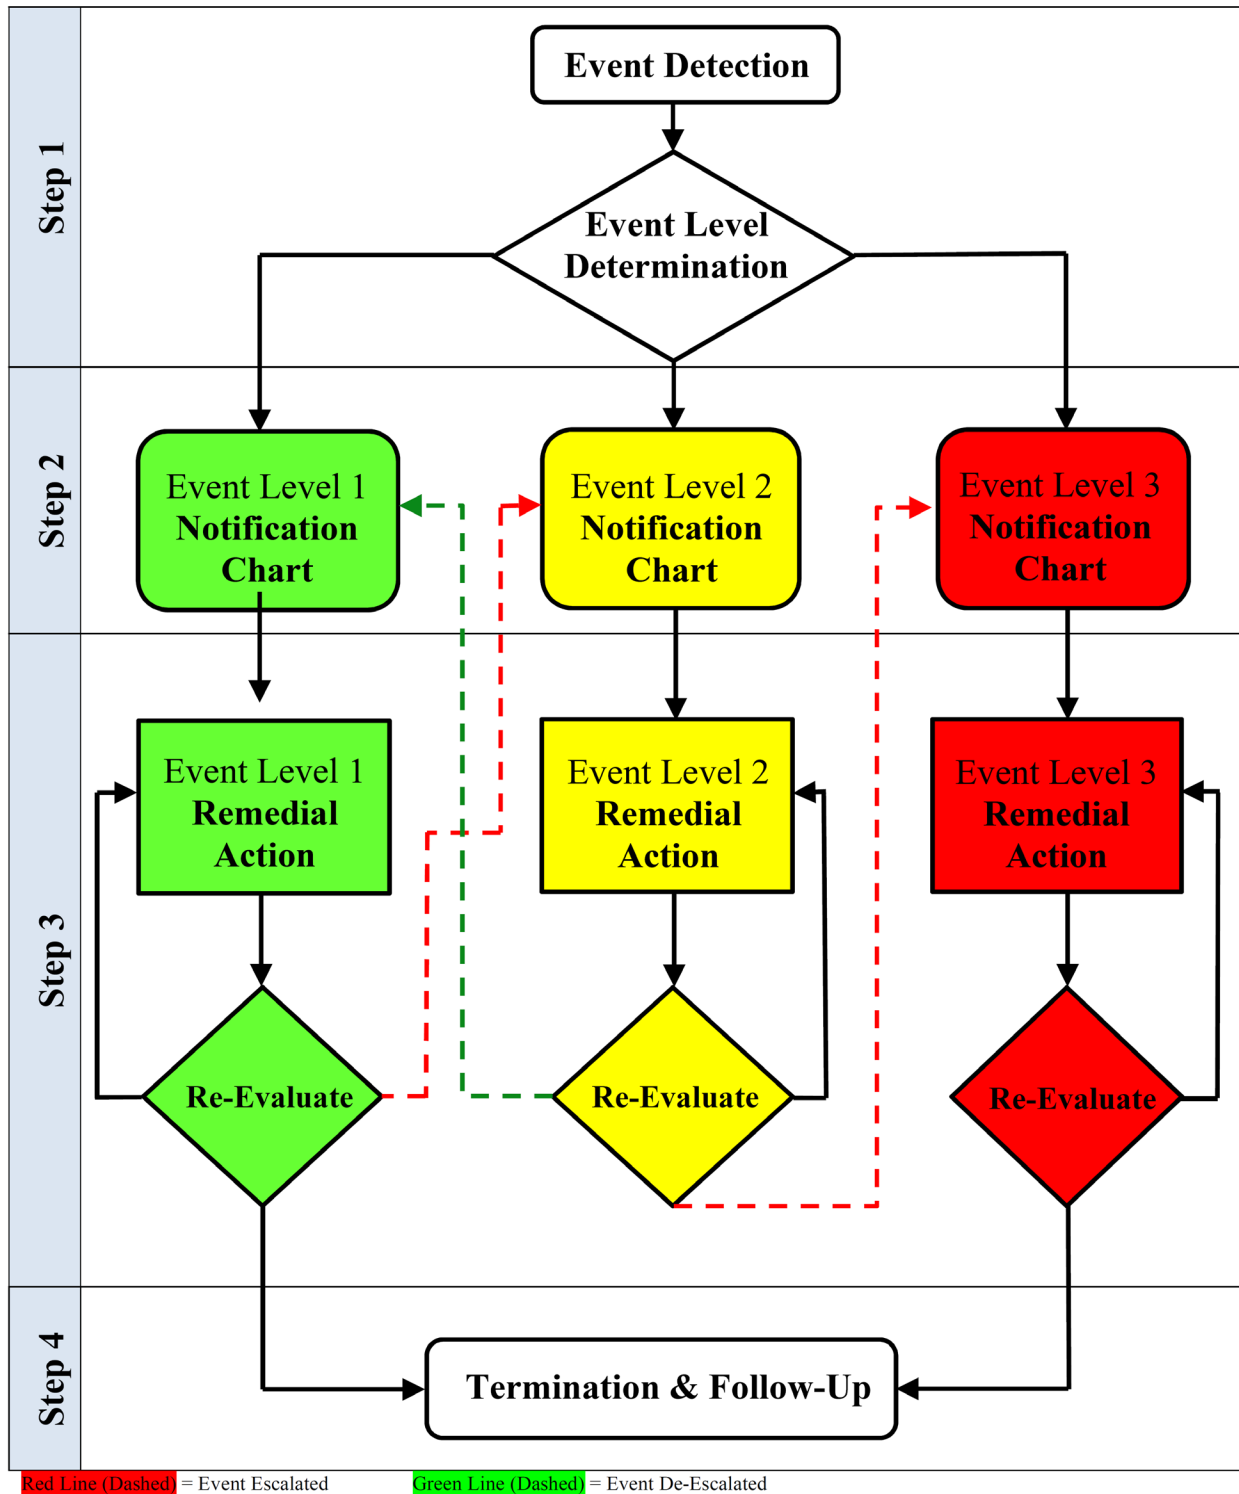 Step 1
Event Detection
Event Level
Determination
Step 2
Event Level 1
Notification
Chart
Event Level 2
Notification
Chart
Event Level 3
Notification
Chart
Step 3
Event Level 1
Remedial
Action
Event Level 2
Remedial
Action
Event Level 3
Remedial
Action
Re-Evaluate
Re-Evaluate
Re-Evaluate
Step 4
Termination & Follow-Up
Red Line (Dashed) = Event Escalated
Green Line (Dashed) = Event De-Escalated